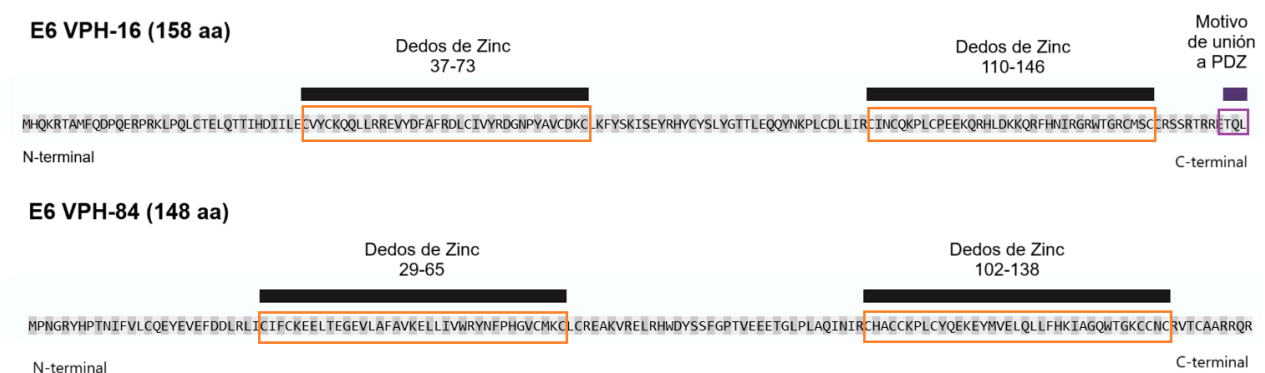 E6 VPH-16 (158 aa)
Dedos de Zinc
37-73
Dedos de Zinc
110-146
Motivo
de unión
a PDZ
MHQKRTAMFQDPQERPRKLPQLCTELQTTIHDIILECVYCKQQLLRREVYDFAFRDLCIVYRDGNPYAVCDKCLKFYSKISEYRHYCYSLYGTTLEQQYNKPLCDLLIRCINCQKPLCPEEKQRHLDKKQRFHNIRGRWTGRCMSCCRSSRTRRETQL
N-terminal
C-terminal
E6 VPH-84 (148 aa)
Dedos de Zinc
29-65
Dedos de Zinc
102-138
MPNGRYHPTNIFVLCQEYEVEFDDLRLICIFCKEELTEGEVLAFAVKELLIVWRYNFPHGVCMKCLCREAKVRELRHWDYSSFGPTVEEETGLPLAQINIRCHACCKPLCYQEKEYMVELQLLFHKIAGQWTGKCCNCRVTCAARRQR
N-terminal
C-terminal